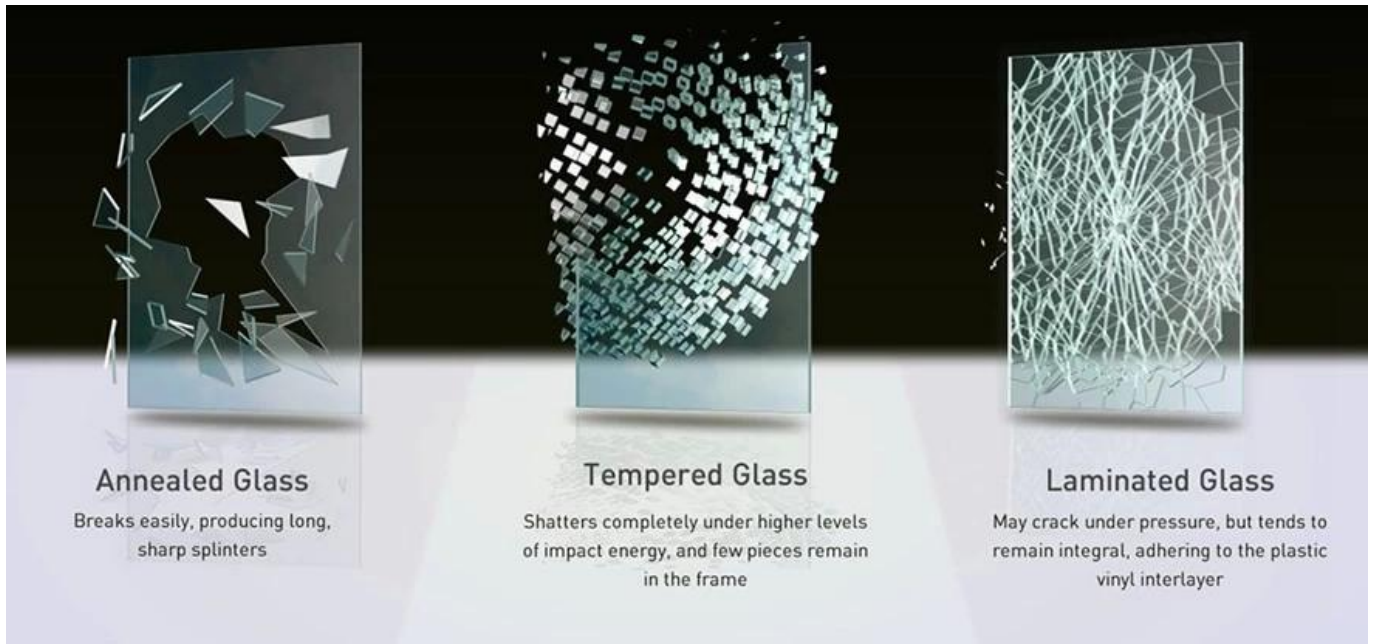 Annealed Glass
Breaks easily, producing long,
sharp splinters
Tempered Glass
Shatters completely under higher levels
of impact energy, and few pieces remain
in the frame
Laminated Glass
May crack under pressure, but tends to
remain integral, adhering to the plastic
vinyl interlayer